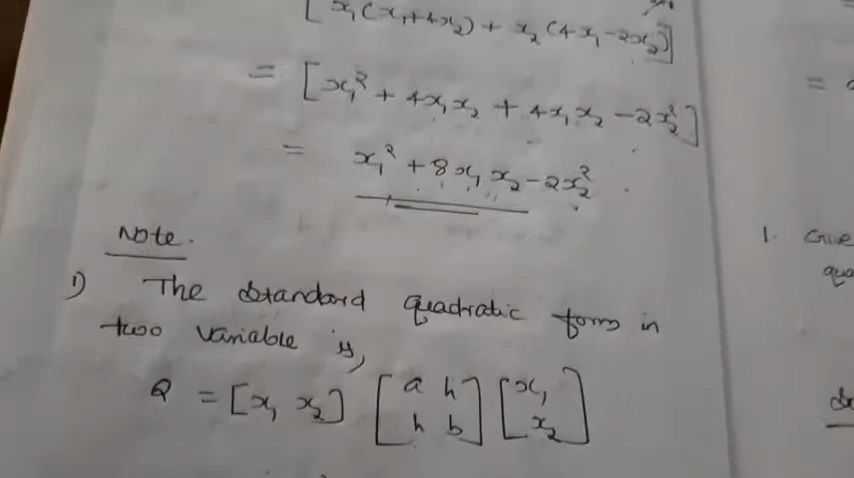 [x₁(x₁+4x₂) + x₂(4x₁-2x₂)]
= [x₁² + 4x₁x₂ + 4x₁x₂ - 2x₂²]
= x₁² + 8x₁x₂ - 2x₂²
Note.
1) The standard quadratic form in
two variable is,
Q = [x₁ x₂] [a h
h b] [x₁
x₂]
=
1. Give
qua